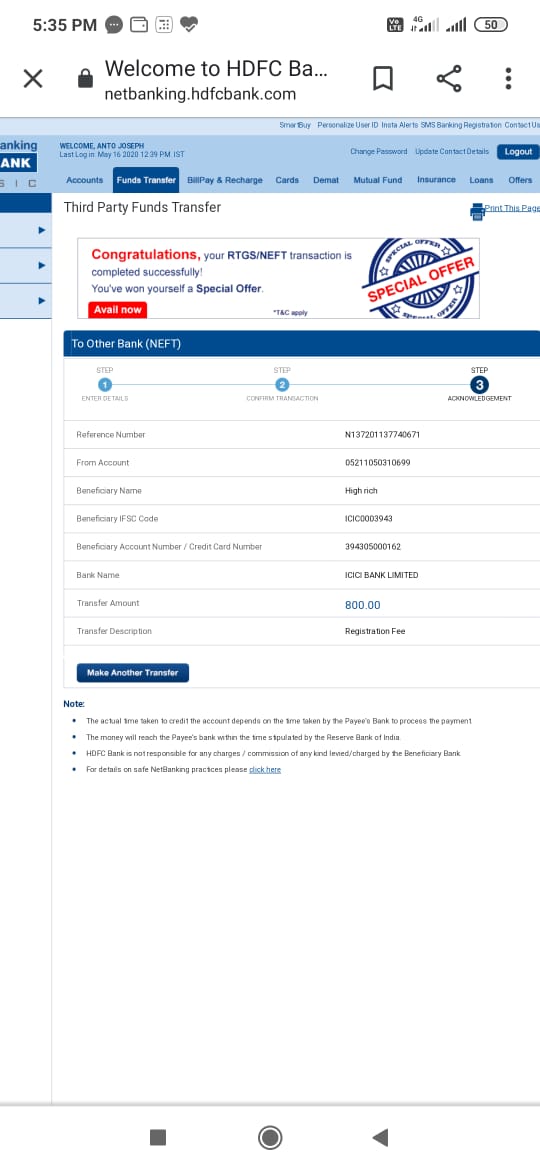 5:35 PM
Vo LTE 4G 50
Welcome to HDFC Ba...
netbanking.hdfcbank.com
SmartBuy Personalize User ID Insta Alerts SMS Banking Registration Contact Us
anking
ANK
S I C
WELCOME, ANTO JOSEPH
Last Log in: May 16 2020 12:39 PM IST
Change Password Update Contact Details Logout
Accounts Funds Transfer BillPay & Recharge Cards Demat Mutual Fund Insurance Loans Offers
Third Party Funds Transfer
Print This Page
Congratulations, your RTGS/NEFT transaction is
completed successfully!
You've won yourself a Special Offer.
Avail now
*T&C apply
SPECIAL OFFER
SPECIAL OFFER
SPECIAL OFFER
To Other Bank (NEFT)
STEP STEP STEP
1 2 3
ENTER DETAILS CONFIRM TRANSACTION ACKNOWLEDGEMENT
Reference Number N137201137740671
From Account 05211050310699
Beneficiary Name High rich
Beneficiary IFSC Code ICIC0003943
Beneficiary Account Number / Credit Card Number 394305000162
Bank Name ICICI BANK LIMITED
Transfer Amount 800.00
Transfer Description Registration Fee
Make Another Transfer
Note:
• The actual time taken to credit the account depends on the time taken by the Payee's Bank to process the payment
• The money will reach the Payee's bank within the time stipulated by the Reserve Bank of India.
• HDFC Bank is not responsible for any charges / commission of any kind levied/charged by the Beneficiary Bank.
• For details on safe NetBanking practices please click here